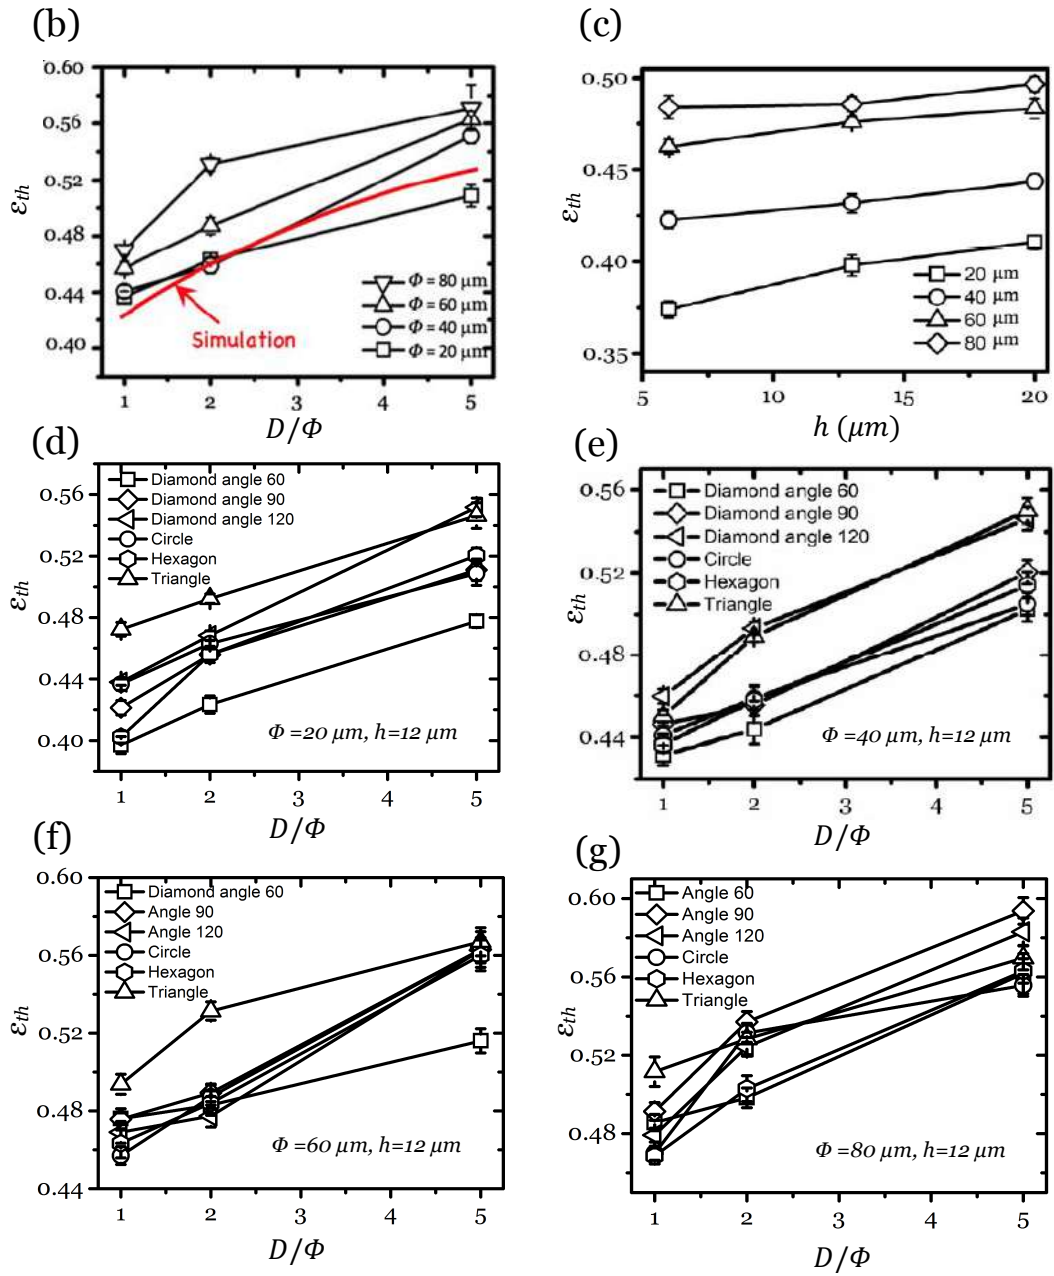 (b)
0.60
0.56
0.52
0.48
0.44
0.40
εth
Φ = 80 μm
Φ = 60 μm
Φ = 40 μm
Φ = 20 μm
Simulation
1 2 3 4 5
D/Φ
(c)
0.50
0.45
0.40
0.35
εth
20 μm
40 μm
60 μm
80 μm
5 10 15 20
h (μm)
(d)
0.56
0.52
0.48
0.44
0.40
εth
Diamond angle 60
Diamond angle 90
Diamond angle 120
Circle
Hexagon
Triangle
Φ =20 μm, h=12 μm
1 2 3 4 5
D/Φ
(e)
0.56
0.52
0.48
0.44
εth
Diamond angle 60
Diamond angle 90
Diamond angle 120
Circle
Hexagon
Triangle
Φ =40 μm, h=12 μm
1 2 3 4 5
D/Φ
(f)
0.60
0.56
0.52
0.48
0.44
εth
Diamond angle 60
Angle 90
Angle 120
Circle
Hexagon
Triangle
Φ =60 μm, h=12 μm
1 2 3 4 5
D/Φ
(g)
0.60
0.56
0.52
0.48
εth
Angle 60
Angle 90
Angle 120
Circle
Hexagon
Triangle
Φ =80 μm, h=12 μm
1 2 3 4 5
D/Φ